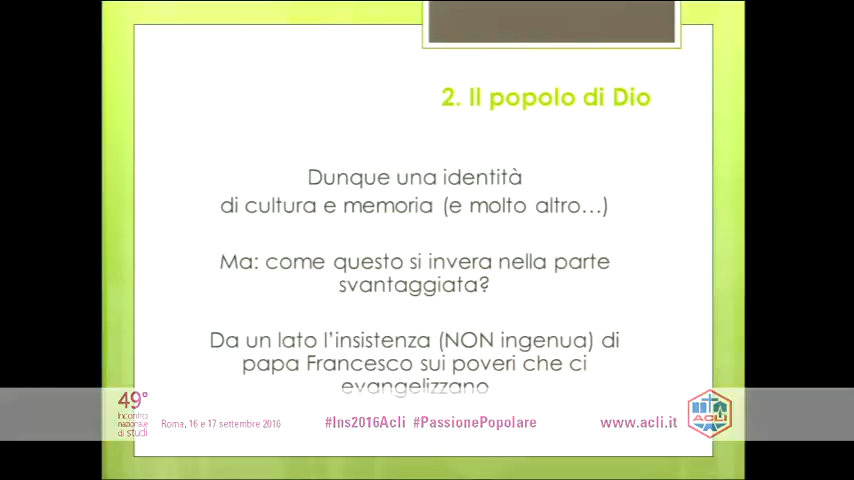 2. Il popolo di Dio
Dunque una identità
di cultura e memoria (e molto altro...)
Ma: come questo si invera nella parte
svantaggiata?
Da un lato l'insistenza (NON ingenua) di
papa Francesco sui poveri che ci
evangelizzano
49°
Incontro
nazionale
di studi
Roma, 16 e 17 settembre 2016
#Ins2016Acli #PassionePopolare
www.acli.it
ACLI